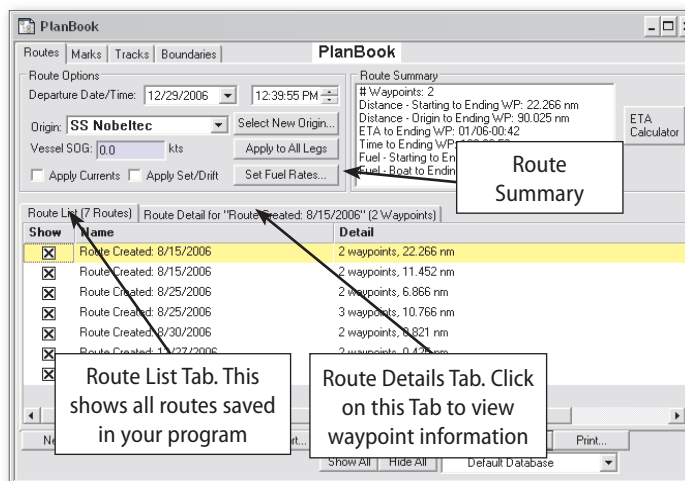 PlanBook
Routes Marks Tracks Boundaries
PlanBook
Route Options
Departure Date/Time: 12/29/2006 12:39:55 PM
Origin: SS Nobeltec Select New Origin...
Vessel SOG: 0.0 kts Apply to All Legs
Apply Currents Apply Set/Drift Set Fuel Rates...
Route Summary
# Waypoints: 2
Distance - Starting to Ending WP: 22.266 nm
Distance - Origin to Ending WP: 90.025 nm
ETA to Ending WP: 01/06-00:42
Time to Ending WP:
Fuel - Starting to En
Fuel - Boat to Endin
ETA
Calculator
Route
Summary
Route List (7 Routes) Route Detail for "Route Created: 8/15/2006" (2 Waypoints)
Show Name Detail
Route Created: 8/15/2006 2 waypoints, 22.266 nm
Route Created: 8/15/2006 2 waypoints, 11.452 nm
Route Created: 8/25/2006 2 waypoints, 6.866 nm
Route Created: 8/25/2006 3 waypoints, 10.766 nm
Route Created: 8/30/2006 2 waypoints, 0.821 nm
Route Created: 12/27/2006 2 waypoints,
Route List Tab. This
shows all routes saved
in your program
Route Details Tab. Click
on this Tab to view
waypoint information
Ne rt... Print...
Show All Hide All Default Database